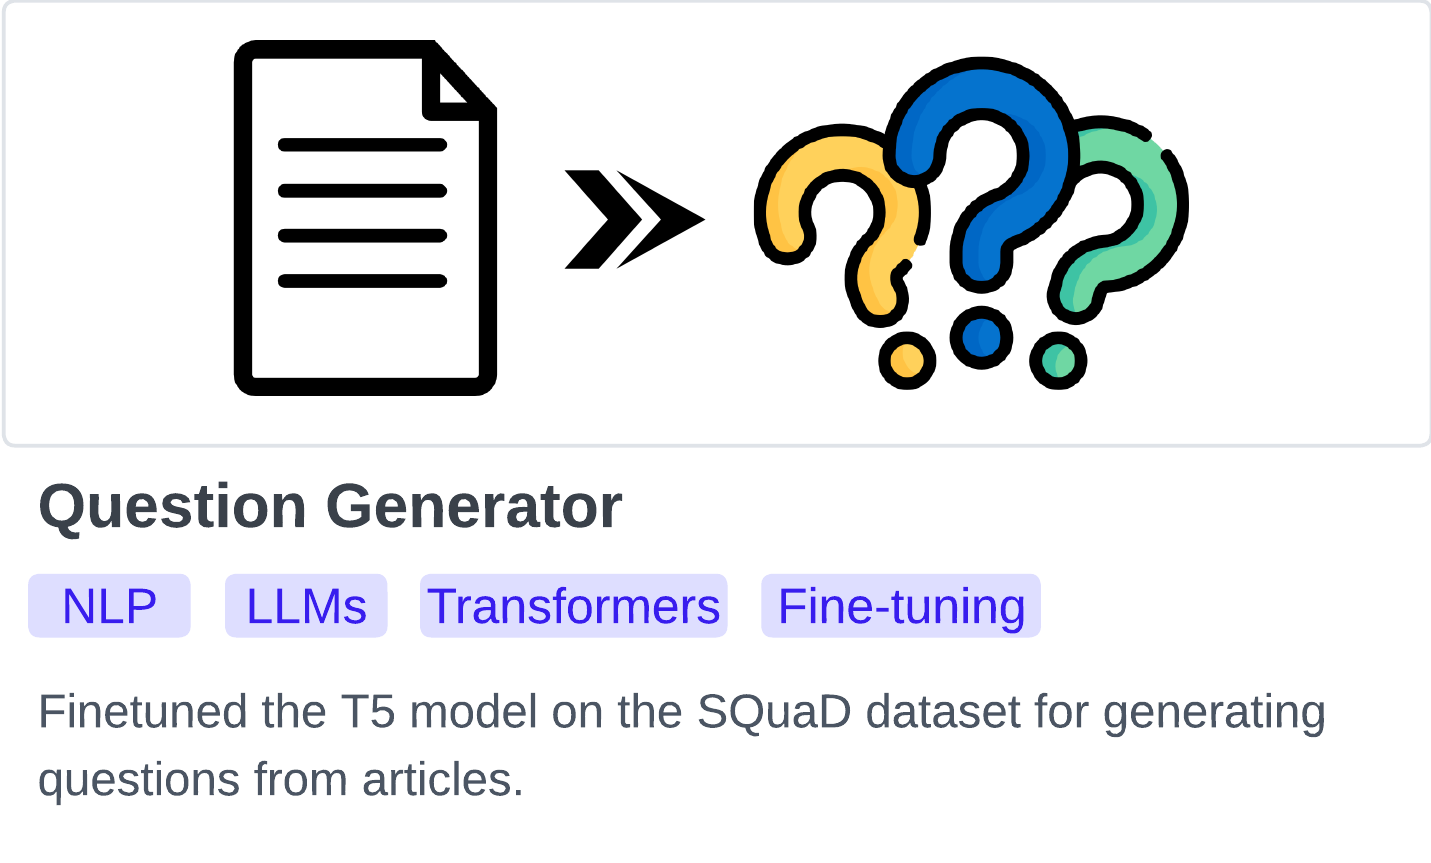 Question Generator
NLP LLMs Transformers Fine-tuning
Finetuned the T5 model on the SQuaD dataset for generating
questions from articles.